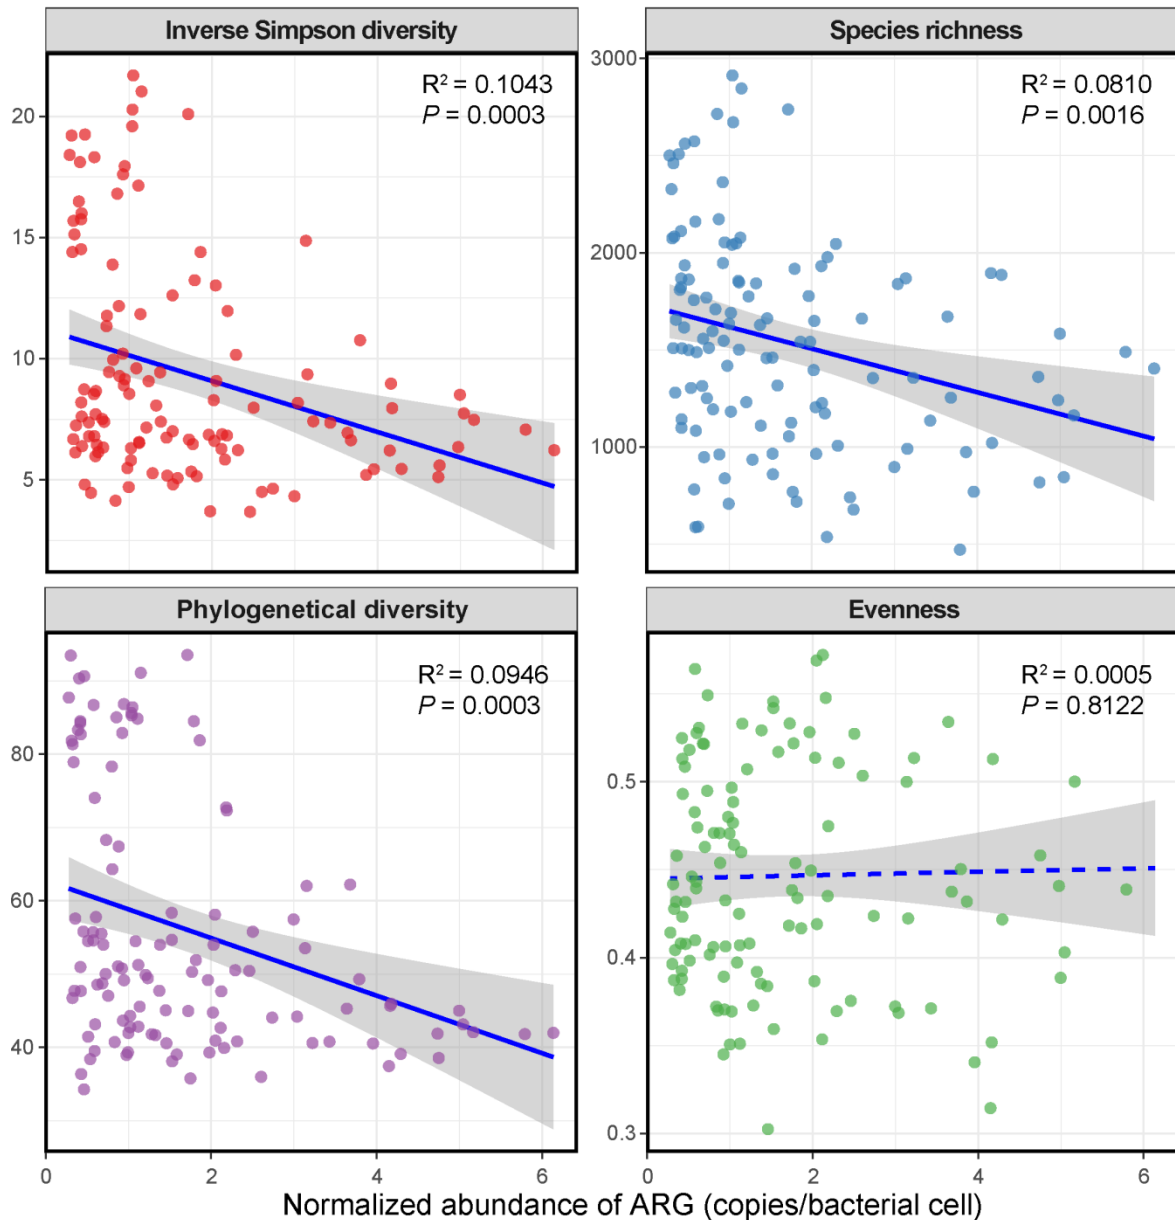 Inverse Simpson diversity
R² = 0.1043
P = 0.0003
20
15
10
5
Species richness
R² = 0.0810
P = 0.0016
3000
2000
1000
Phylogenetical diversity
R² = 0.0946
P = 0.0003
80
60
40
0 2 4 6
Evenness
R² = 0.0005
P = 0.8122
0.5
0.4
0.3
0 2 4 6
Normalized abundance of ARG (copies/bacterial cell)